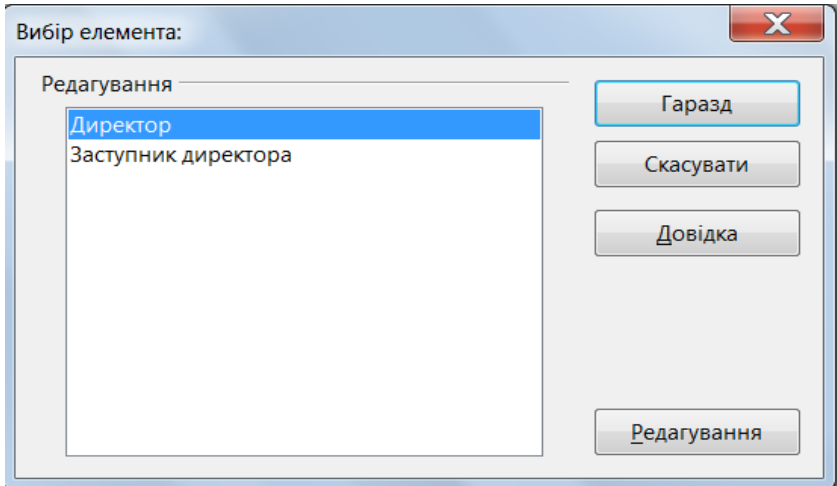 Вибір елемента:
Редагування
Директор
Заступник директора
Гаразд
Скасувати
Довідка
Редагування